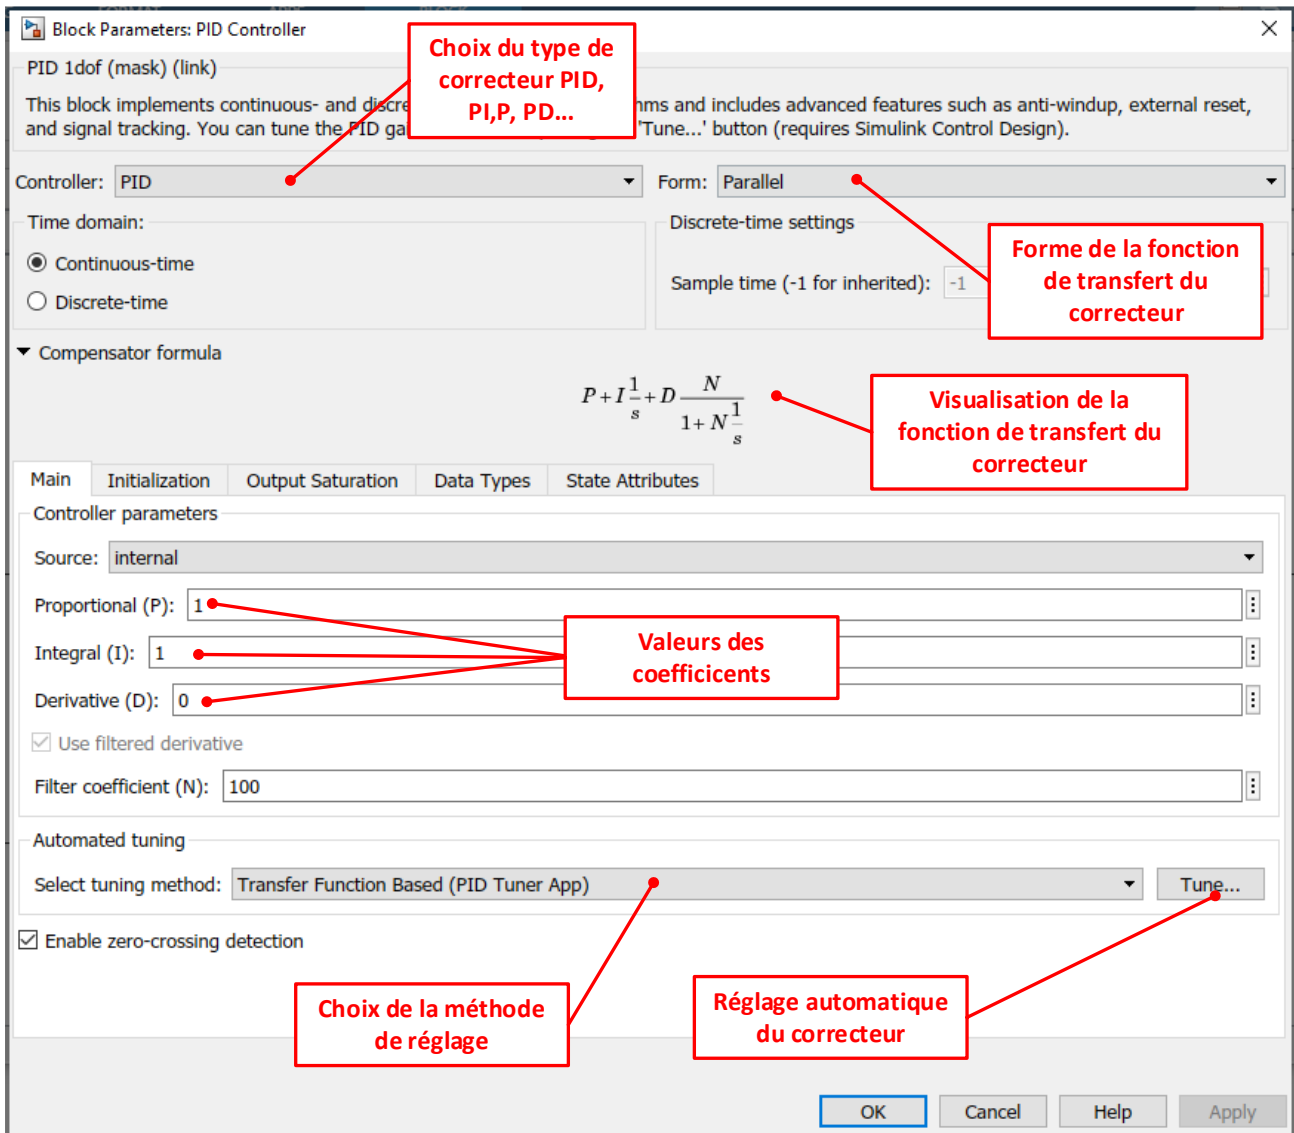 Block Parameters: PID Controller
Choix du type de
correcteur PID,
PI,P, PD...
PID 1dof (mask) (link)
This block implements continuous- and discre
hms and includes advanced features such as anti-windup, external reset,
and signal tracking. You can tune the PID gai
'Tune...' button (requires Simulink Control Design).
Controller: PID
Form: Parallel
Time domain:
Continuous-time
Discrete-time
Discrete-time settings
Sample time (-1 for inherited): -1
Forme de la fonction
de transfert du
correcteur
Compensator formula
P + I 1/s + D N/(1 + N 1/s)
Visualisation de la
fonction de transfert du
correcteur
Main Initialization Output Saturation Data Types State Attributes
Controller parameters
Source: internal
Proportional (P): 1
Integral (I): 1
Derivative (D): 0
Valeurs des
coefficicents
Use filtered derivative
Filter coefficient (N): 100
Automated tuning
Select tuning method: Transfer Function Based (PID Tuner App)
Tune...
Enable zero-crossing detection
Choix de la méthode
de réglage
Réglage automatique
du correcteur
OK Cancel Help Apply